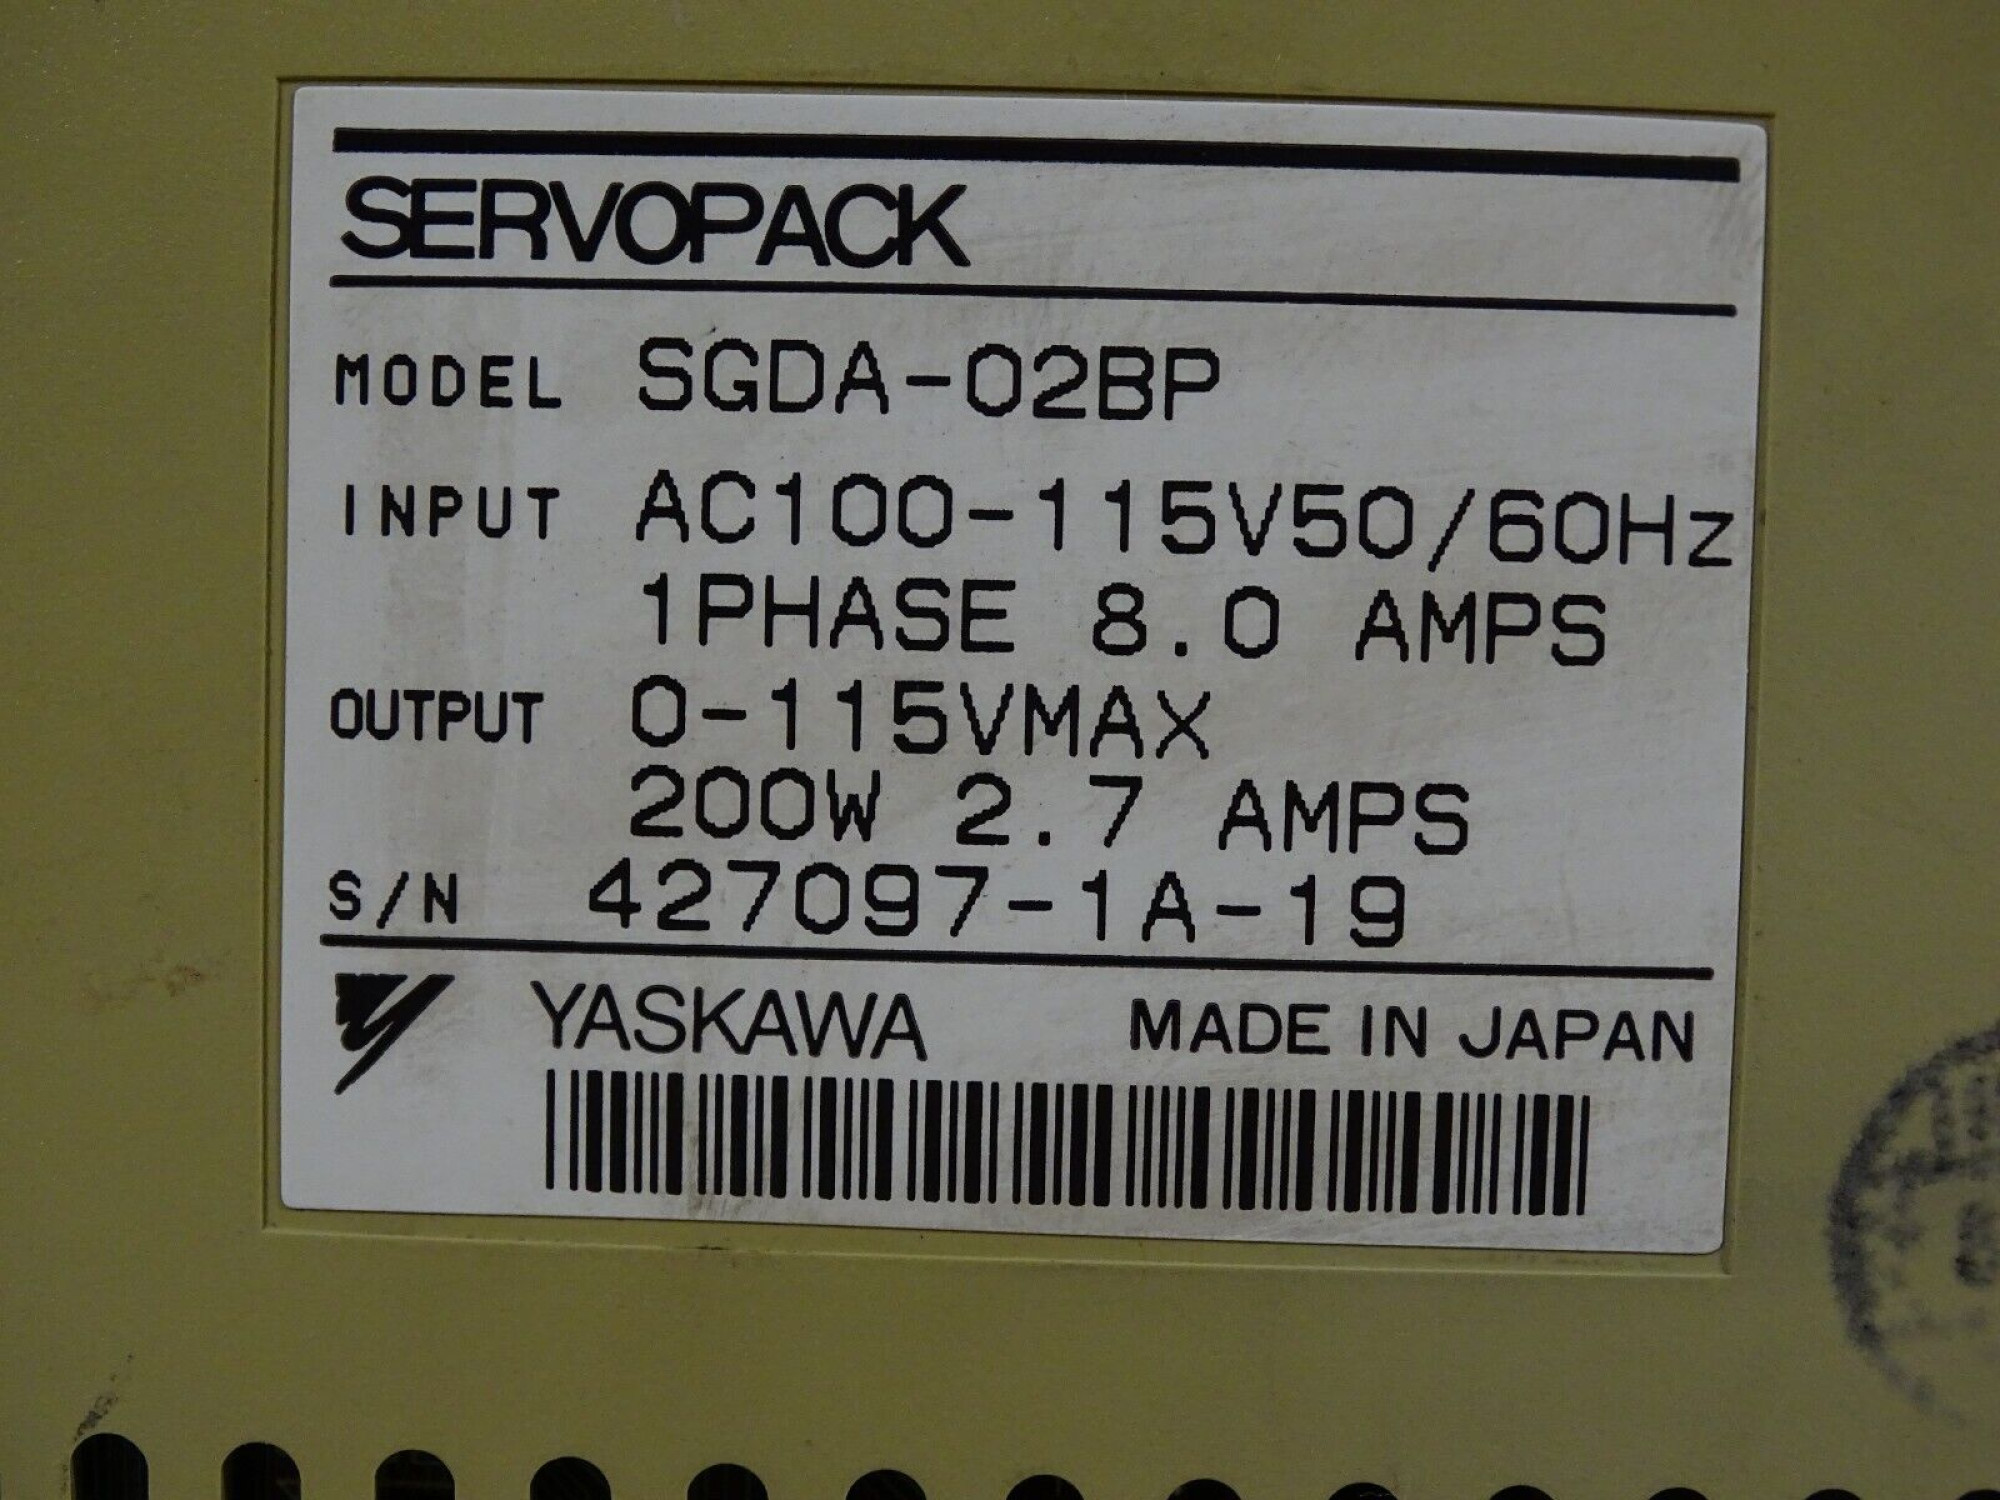 SERVOPACK
MODEL SGDA-02BP
INPUT AC100-115V50/60Hz
1PHASE 8.0 AMPS
OUTPUT 0-115VMAX
200W 2.7 AMPS
S/N 427097-1A-19
YASKAWA MADE IN JAPAN